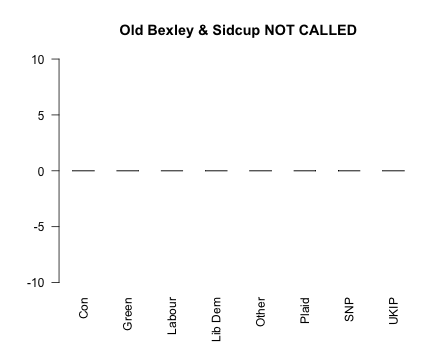 Old Bexley & Sidcup NOT CALLED
10
5
0
-5
-10
Con
Green
Labour
Lib Dem
Other
Plaid
SNP
UKIP